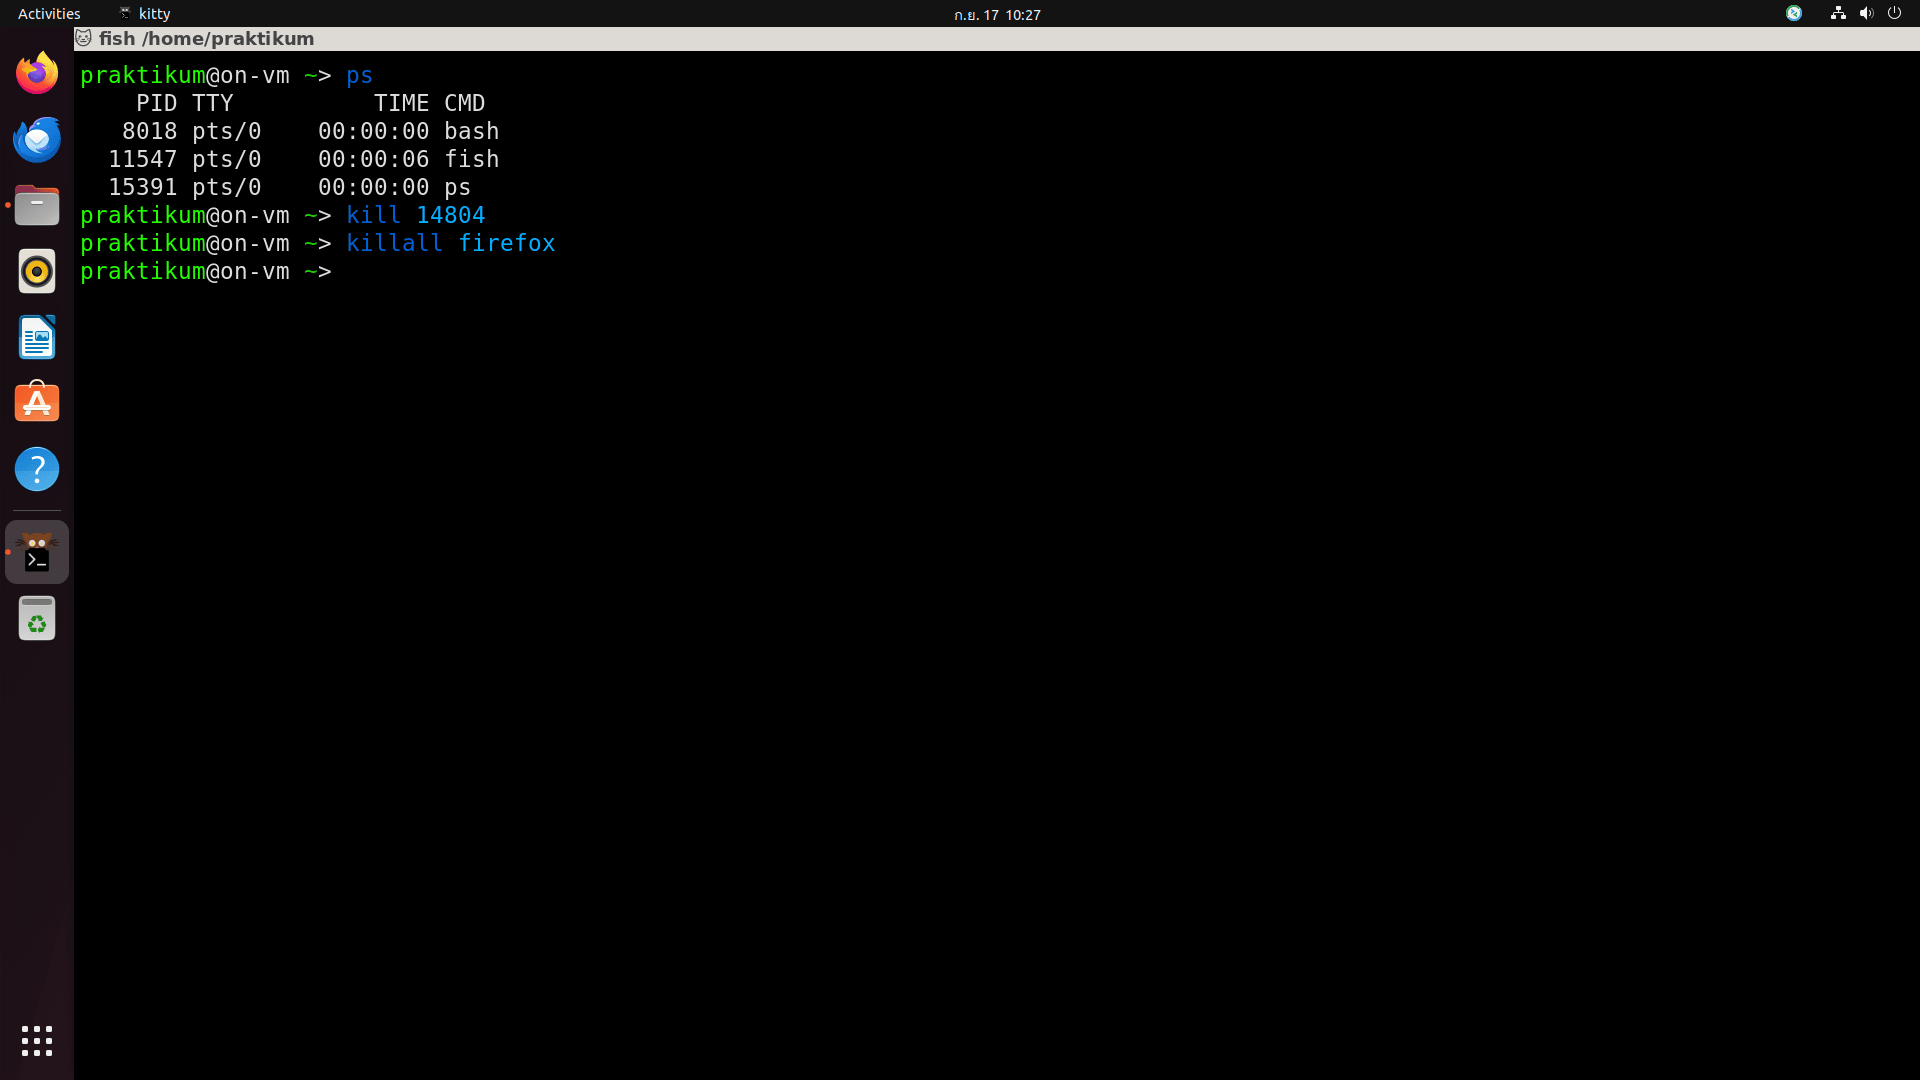 Activities kitty ก.ย. 17 10:27
fish /home/praktikum
praktikum@on-vm ~> ps
    PID TTY          TIME CMD
   8018 pts/0    00:00:00 bash
  11547 pts/0    00:00:06 fish
  15391 pts/0    00:00:00 ps
praktikum@on-vm ~> kill 14804
praktikum@on-vm ~> killall firefox
praktikum@on-vm ~>